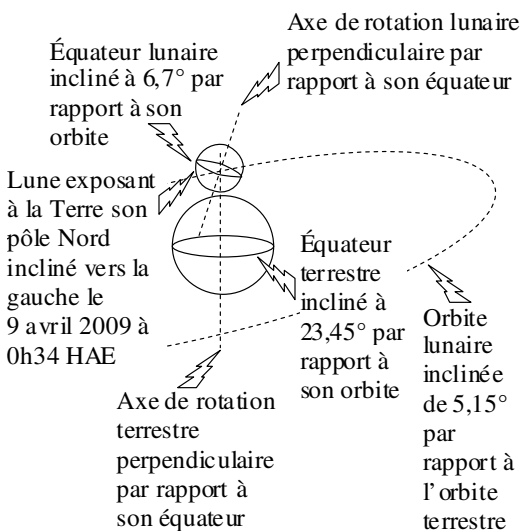 Axe de rotation lunaire
perpendiculaire par
rapport à son équateur
Équateur lunaire
incliné à 6,7° par
rapport à son
orbite
Lune exposant
à la Terre son
pôle Nord
incliné vers la
gauche le
9 avril 2009 à
0h34 HAE
Équateur
terrestre
incliné à
23,45° par
rapport à
son orbite
Orbite
lunaire
inclinée
de 5,15°
par
rapport à
l'orbite
terrestre
Axe de rotation
terrestre
perpendiculaire
par rapport à
son équateur